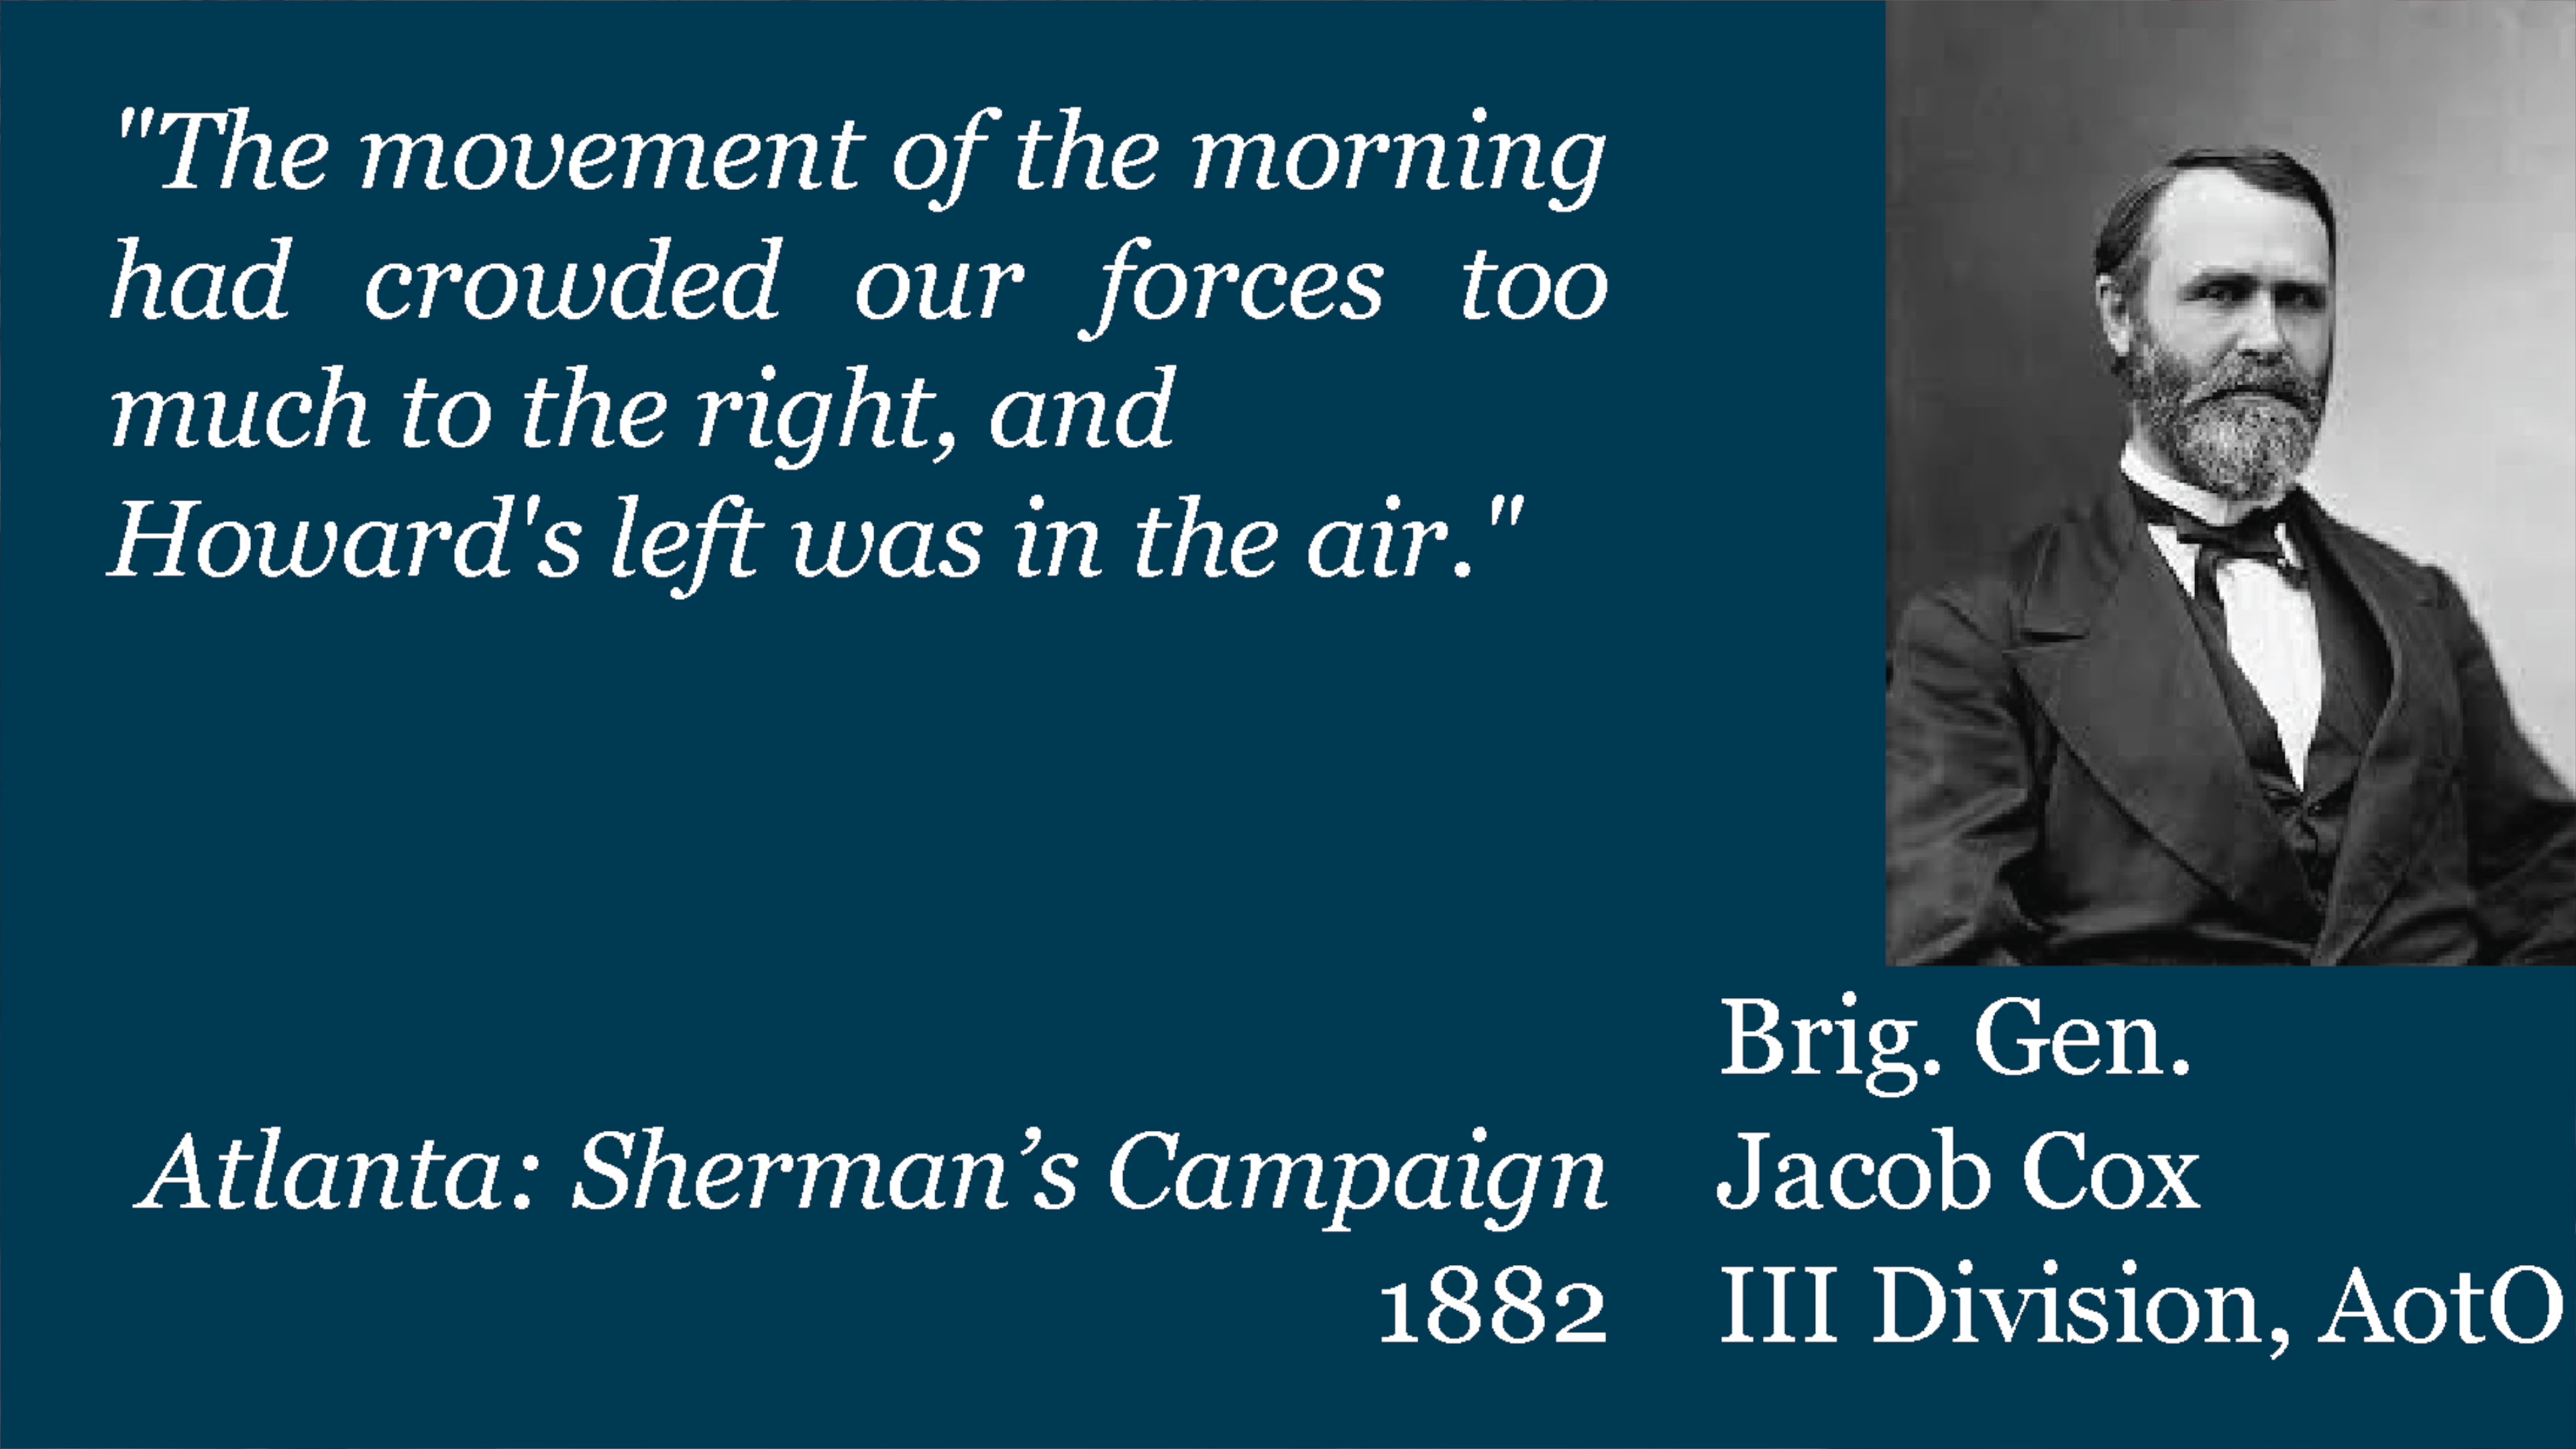 "The movement of the morning
had crowded our forces too
much to the right, and
Howard's left was in the air."
Atlanta: Sherman’s Campaign
1882
Brig. Gen.
Jacob Cox
III Division, AotO